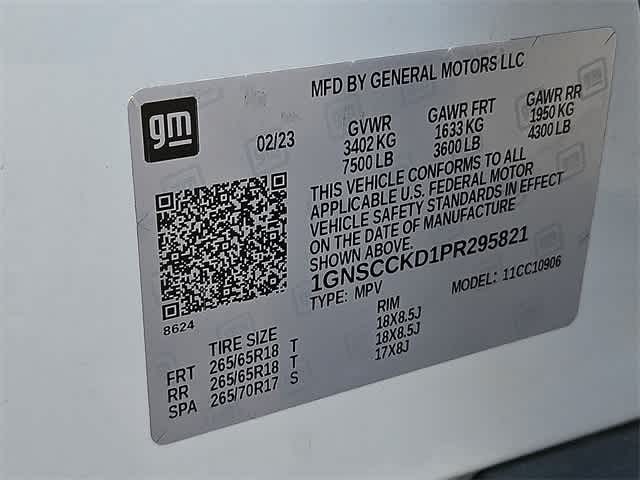 MFD BY GENERAL MOTORS LLC
gm
02/23
GVWR
3402 KG
7500 LB
GAWR FRT
1633 KG
3600 LB
GAWR RR
1950 KG
4300 LB
THIS VEHICLE CONFORMS TO ALL
APPLICABLE U.S. FEDERAL MOTOR
VEHICLE SAFETY STANDARDS IN EFFECT
ON THE DATE OF MANUFACTURE
SHOWN ABOVE.
1GNSCCKD1PR295821
TYPE: MPV
MODEL: 11CC10906
8624
TIRE SIZE
RIM
FRT 265/65R18 T 18X8.5J
RR 265/65R18 T 18X8.5J
SPA 265/70R17 S 17X8J